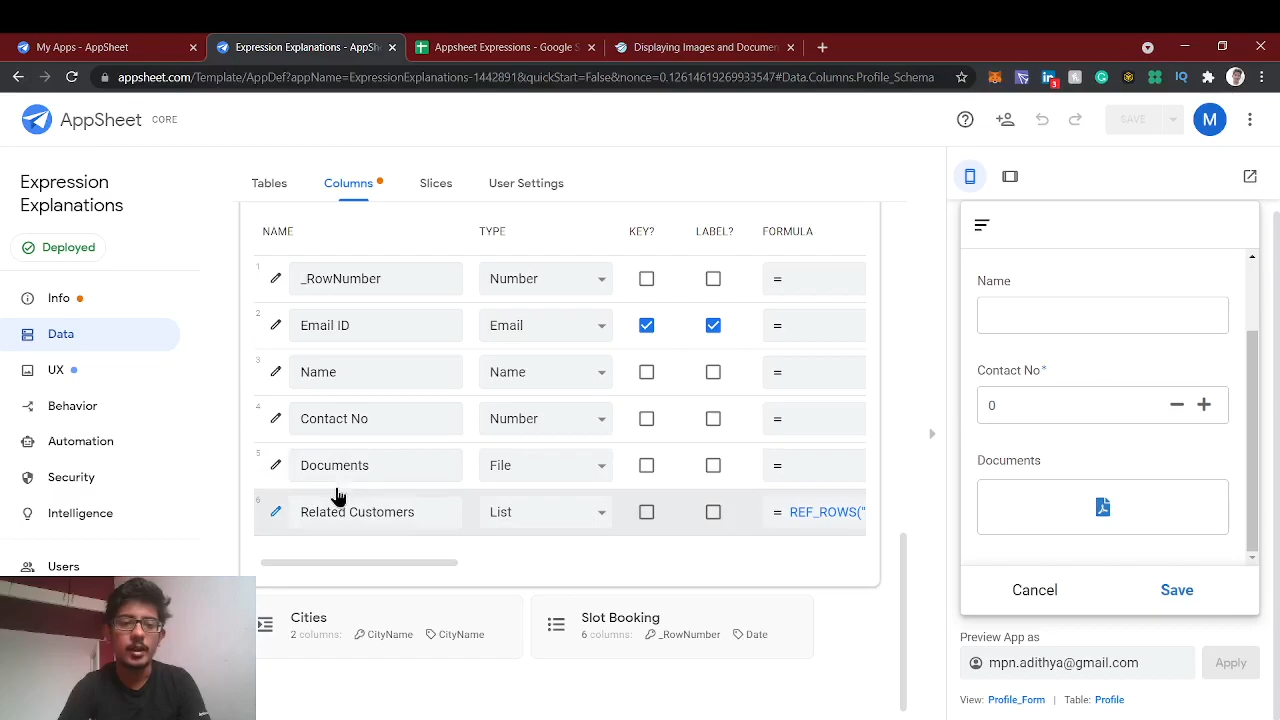 My Apps - AppSheet
Expression Explanations - AppSh
Appsheet Expressions - Google S
Displaying Images and Documen
appsheet.com/Template/AppDef?appName=ExpressionExplanations-1442891&quickStart=False&nonce=0.12614619269933547#Data.Columns.Profile_Schema
IQ
3
AppSheet CORE
SAVE
M
Expression
Explanations
Deployed
Info
Data
UX
Behavior
Automation
Security
Intelligence
Users
Tables
Columns
Slices
User Settings
NAME TYPE KEY? LABEL? FORMULA
1 _RowNumber Number =
2 Email ID Email =
3 Name Name =
4 Contact No Number =
5 Documents File =
6 Related Customers List = REF_ROWS("
Cities
2 columns: CityName CityName
Slot Booking
6 columns: _RowNumber Date
Name
Contact No*
0
Documents
Cancel Save
Preview App as
mpn.adithya@gmail.com Apply
View: Profile_Form | Table: Profile